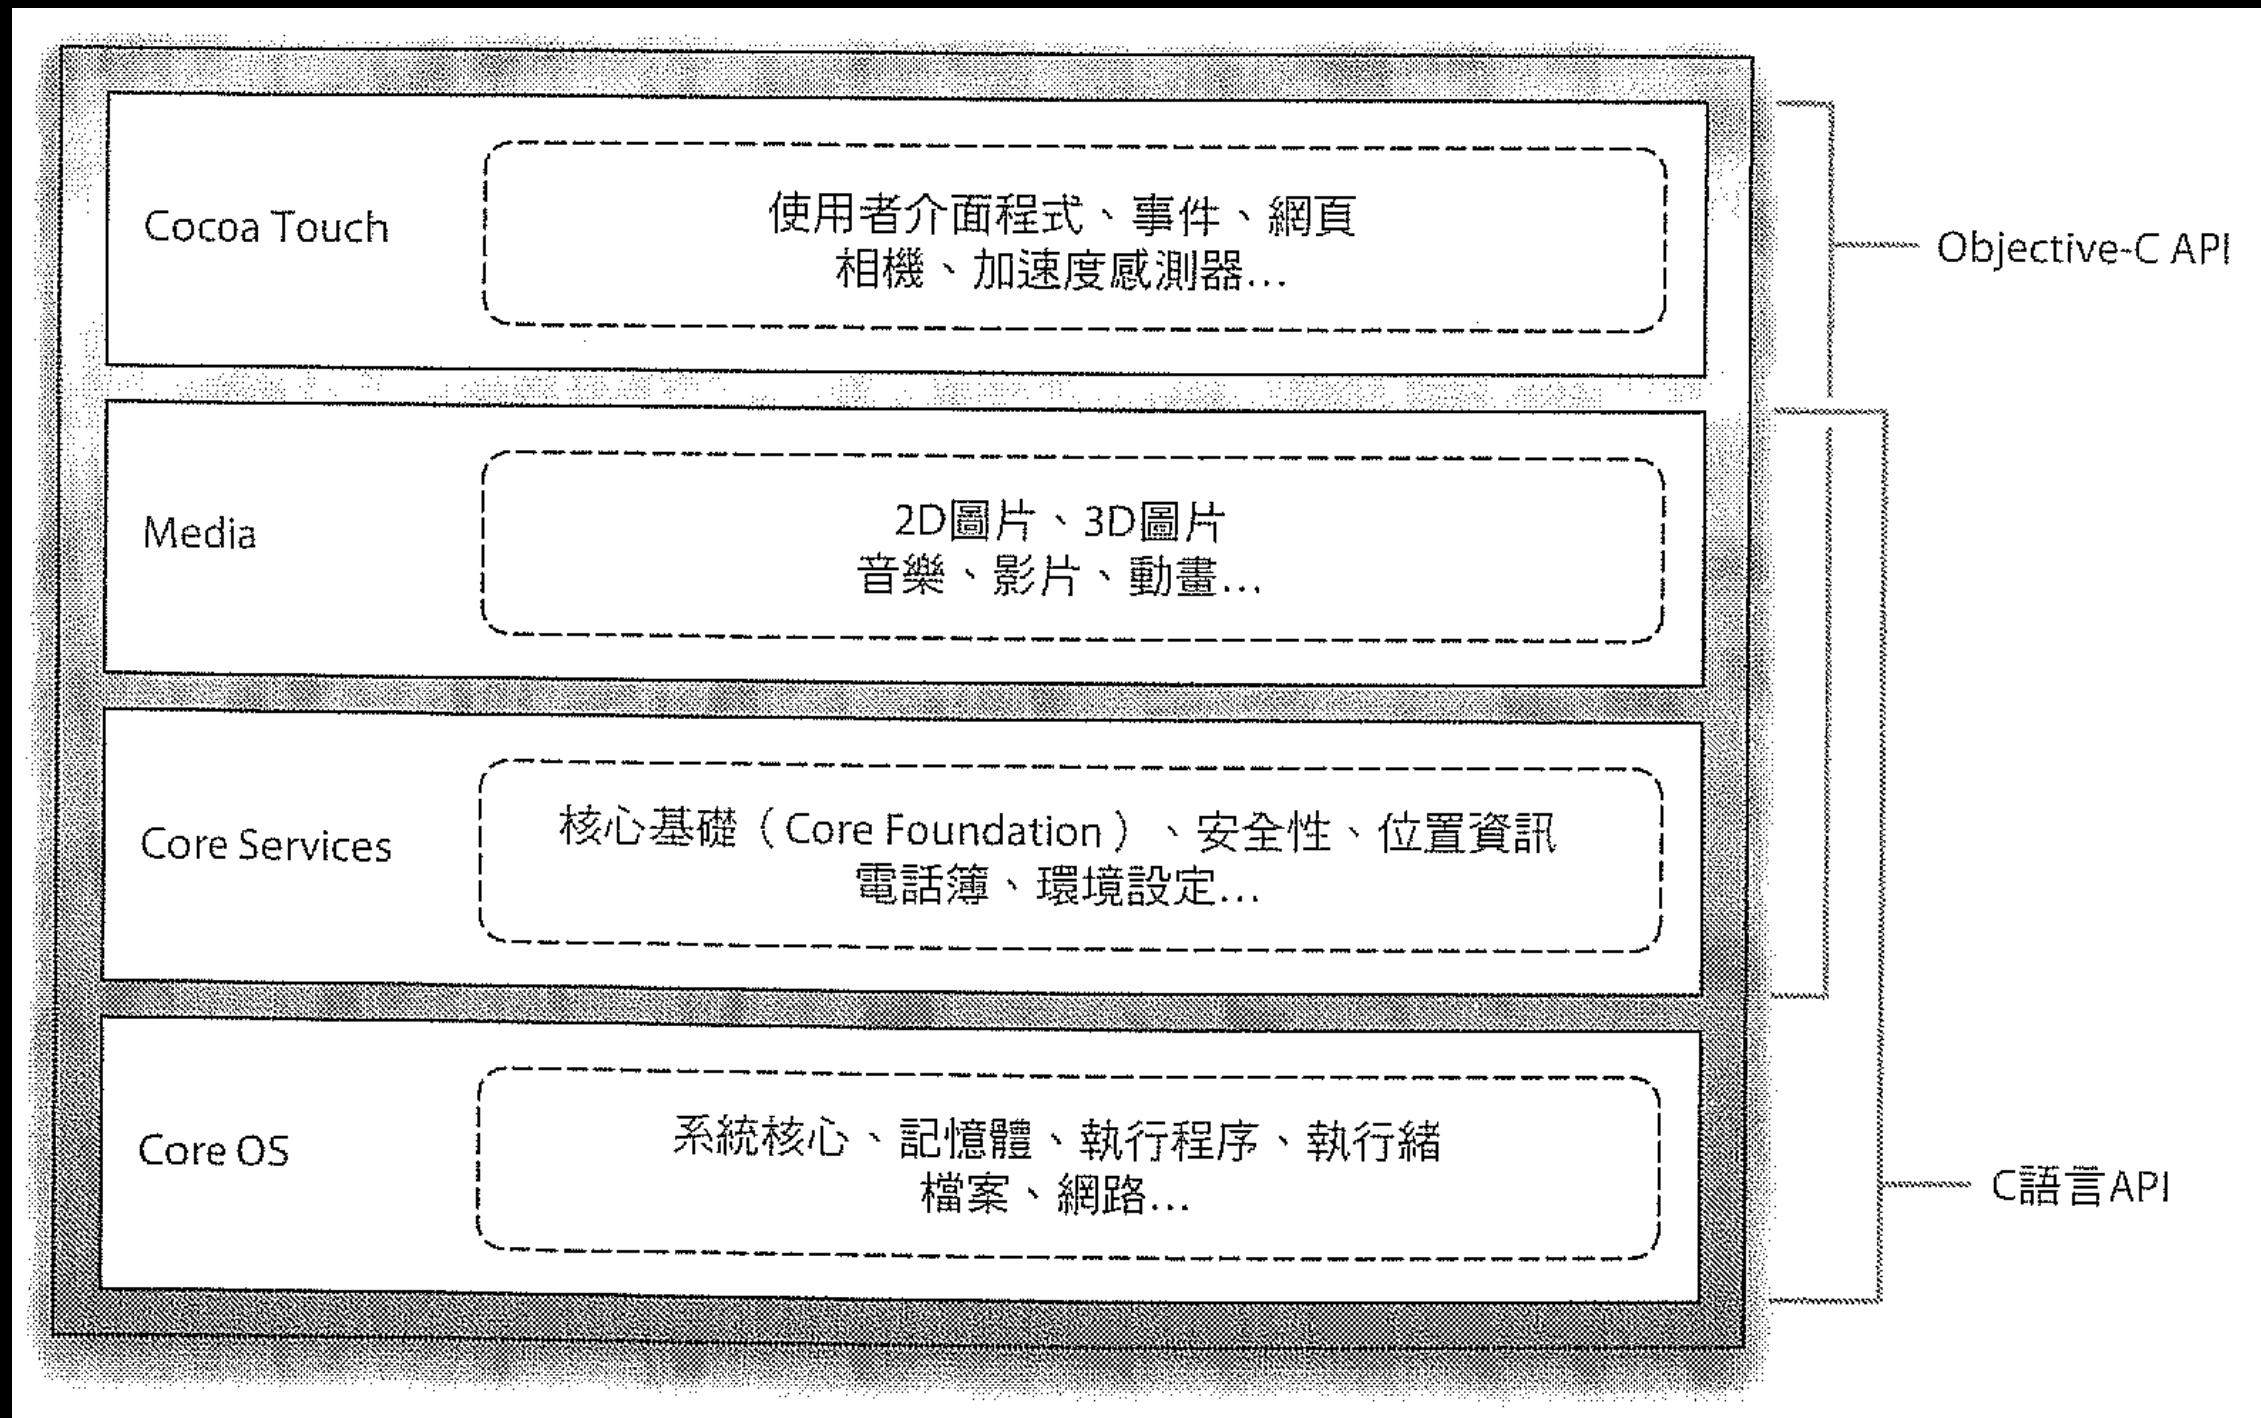 Cocoa Touch
使用者介面程式、事件、網頁
相機、加速度感測器…
Objective-C API
Media
2D圖片、3D圖片
音樂、影片、動畫…
Core Services
核心基礎（Core Foundation）、安全性、位置資訊
電話簿、環境設定…
Core OS
系統核心、記憶體、執行程序、執行緒
檔案、網路…
C語言API